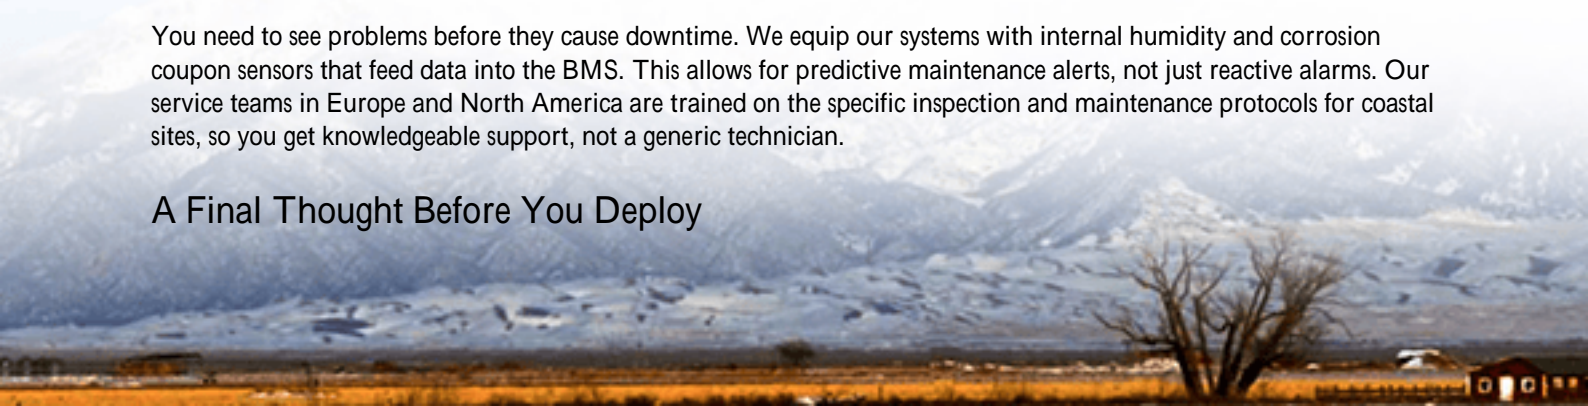 You need to see problems before they cause downtime. We equip our systems with internal humidity and corrosion
coupon sensors that feed data into the BMS. This allows for predictive maintenance alerts, not just reactive alarms. Our
service teams in Europe and North America are trained on the specific inspection and maintenance protocols for coastal
sites, so you get knowledgeable support, not a generic technician.
A Final Thought Before You Deploy